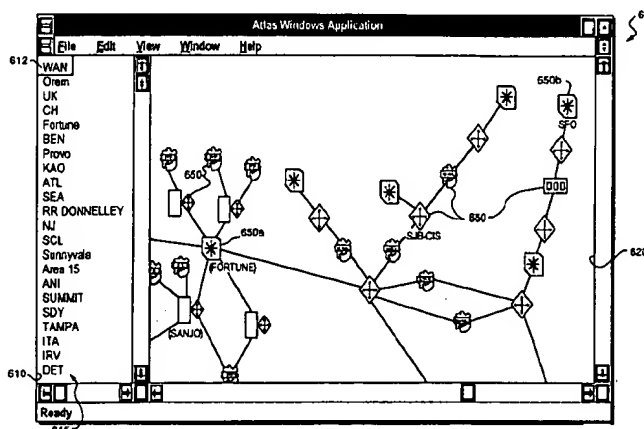 Atlas Windows Application
File Edit View Window Help
612
WAN
Orem
UK
CH
Fortune
BEN
Provo
KAO
ATL
SEA
RR DONNELLEY
NJ
SCL
Sunnyvale
Area 15
ANI
SUMMIT
SDY
TAMPA
ITA
IRV
DET
610
Ready
650b
SFO
650
650
650a
SJB-CIS
(FORTUNE)
(SANJO)